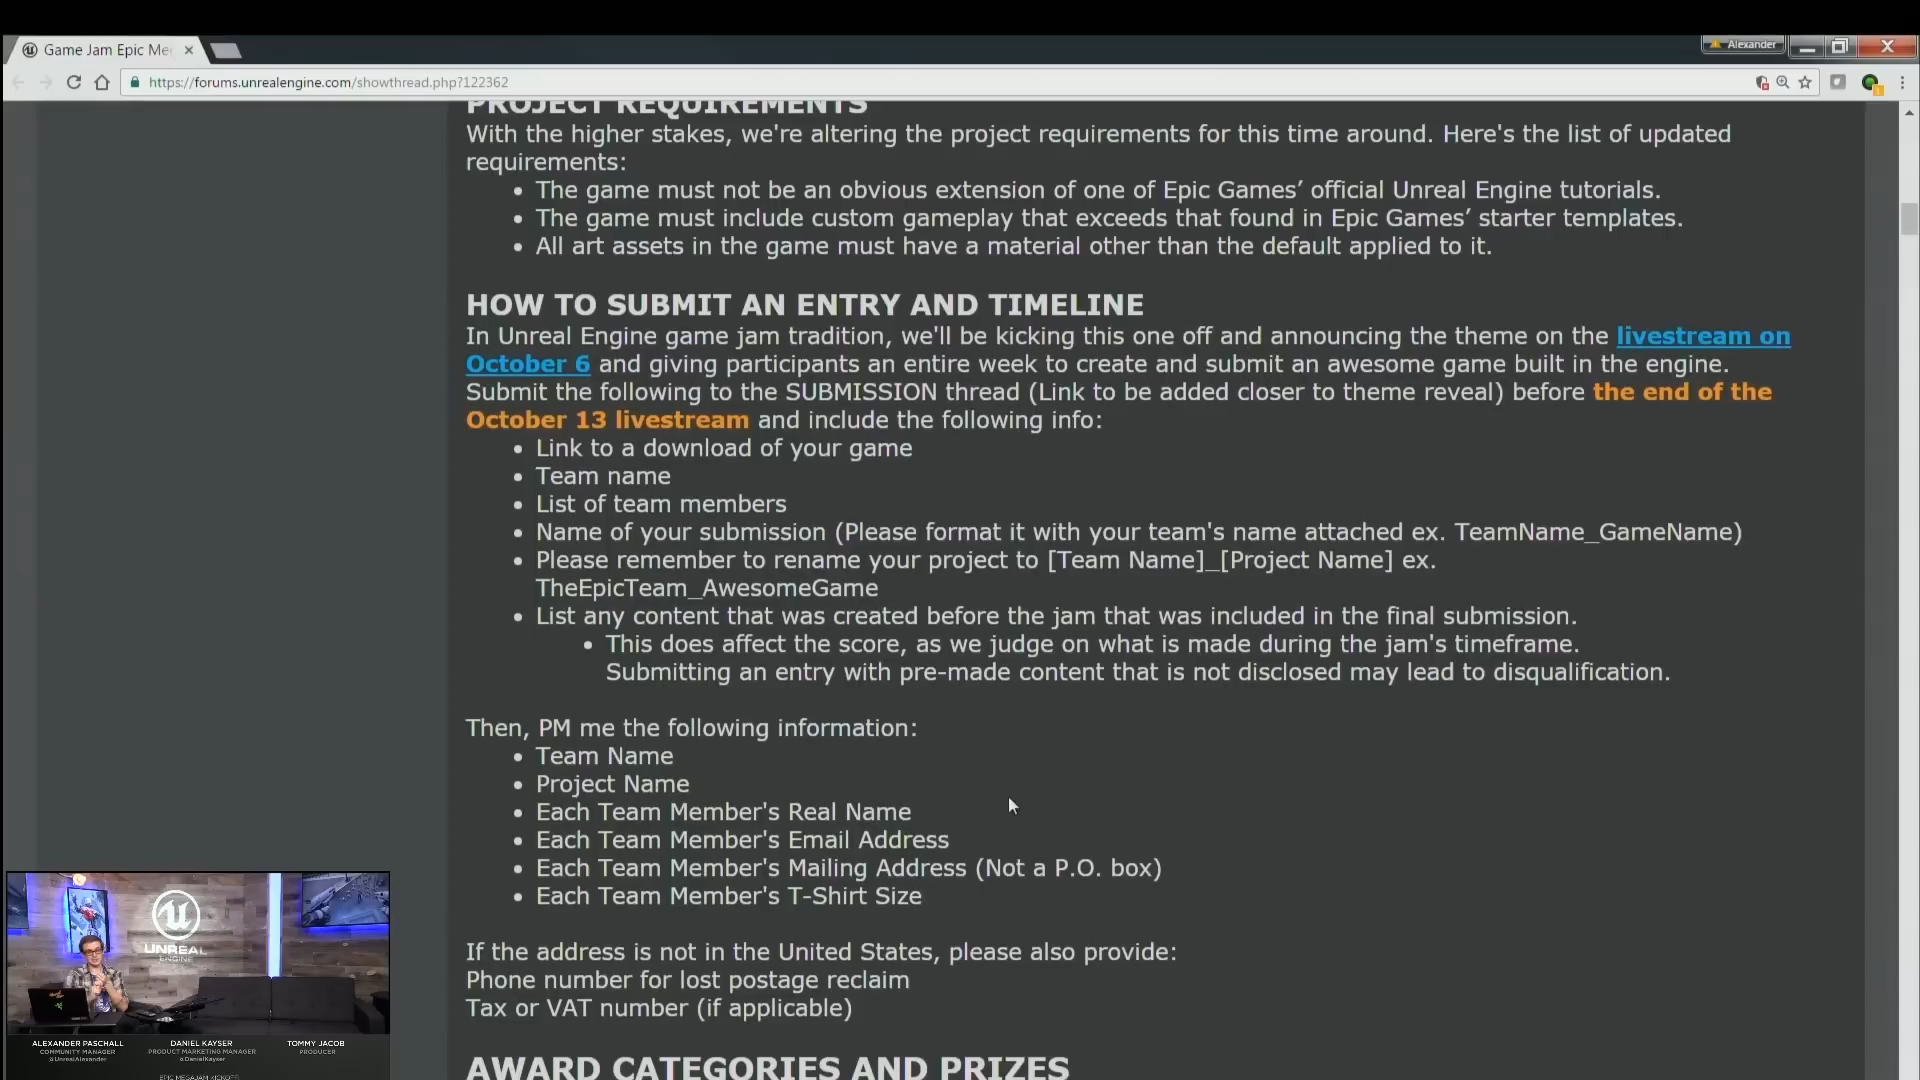 Game Jam Epic Me
Alexander
https://forums.unrealengine.com/showthread.php?122362
PROJECT REQUIREMENTS
With the higher stakes, we're altering the project requirements for this time around. Here's the list of updated
requirements:
• The game must not be an obvious extension of one of Epic Games’ official Unreal Engine tutorials.
• The game must include custom gameplay that exceeds that found in Epic Games’ starter templates.
• All art assets in the game must have a material other than the default applied to it.
HOW TO SUBMIT AN ENTRY AND TIMELINE
In Unreal Engine game jam tradition, we'll be kicking this one off and announcing the theme on the livestream on
October 6 and giving participants an entire week to create and submit an awesome game built in the engine.
Submit the following to the SUBMISSION thread (Link to be added closer to theme reveal) before the end of the
October 13 livestream and include the following info:
• Link to a download of your game
• Team name
• List of team members
• Name of your submission (Please format it with your team's name attached ex. TeamName_GameName)
• Please remember to rename your project to [Team Name]_[Project Name] ex.
TheEpicTeam_AwesomeGame
• List any content that was created before the jam that was included in the final submission.
• This does affect the score, as we judge on what is made during the jam's timeframe.
Submitting an entry with pre-made content that is not disclosed may lead to disqualification.
Then, PM me the following information:
• Team Name
• Project Name
• Each Team Member's Real Name
• Each Team Member's Email Address
• Each Team Member's Mailing Address (Not a P.O. box)
• Each Team Member's T-Shirt Size
If the address is not in the United States, please also provide:
Phone number for lost postage reclaim
Tax or VAT number (if applicable)
AWARD CATEGORIES AND PRIZES
UNREAL
ENGINE
ALEXANDER PASCHALL
COMMUNITY MANAGER
@UnrealAlexander
DANIEL KAYSER
PRODUCT MARKETING MANAGER
@DanielKayser
TOMMY JACOB
PRODUCER
EPIC MEGAJAM KICKOFF